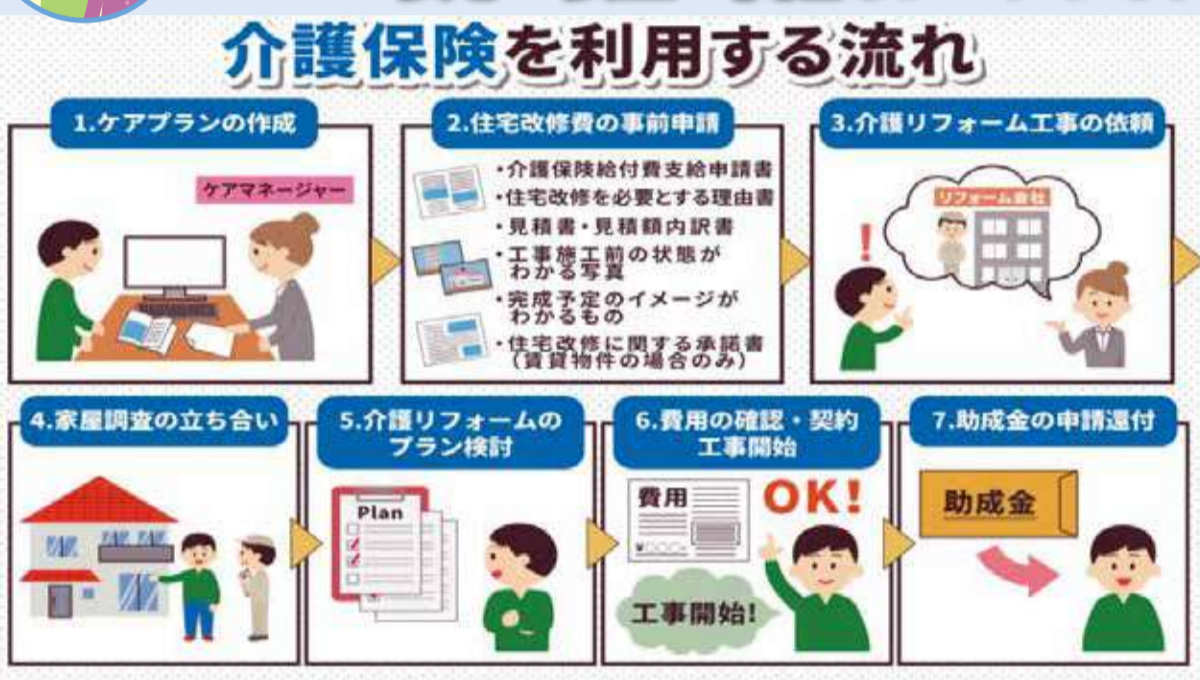 介護保険を利用する流れ
1.ケアプランの作成
ケアマネージャー
2.住宅改修費の事前申請
・介護保険給付費支給申請書
・住宅改修を必要とする理由書
・見積書・見積額内訳書
・工事施工前の状態が
わかる写真
・完成予定のイメージが
わかるもの
・住宅改修に関する承諾書
(賃貸物件の場合のみ)
3.介護リフォーム工事の依頼
リフォーム会社
!
4.家屋調査の立ち合い
5.介護リフォームの
プラン検討
Plan
6.費用の確認・契約
工事開始
費用
OK!
工事開始!
7.助成金の申請還付
助成金